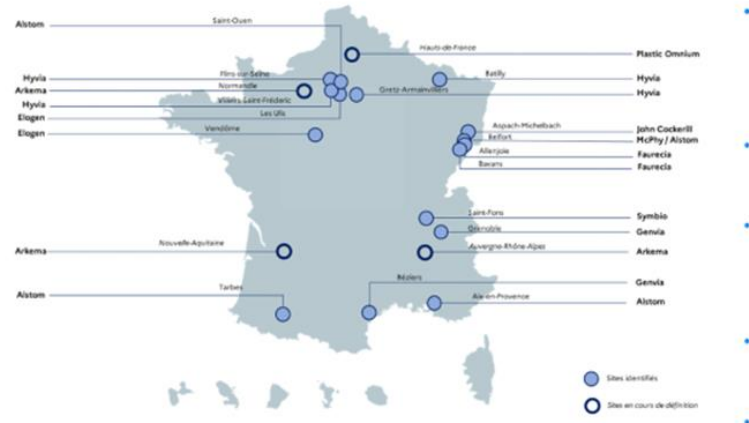 Alstom
Saint-Ouen
Hauts-de-France
Plastic Omnium
Hyvia
Flins-sur-Seine
Batilly
Hyvia
Arkema
Normandie
Gretz-Armainvilliers
Hyvia
Hyvia
Villiers-Saint-Fréderic
Elogen
Les Ulis
Elogen
Vendôme
Aspach-Michelbach
John Cockerill
Belfort
McPhy / Alstom
Allenjoie
Faurecia
Bavans
Faurecia
Saint-Fons
Symbio
Grenoble
Genvia
Arkema
Nouvelle-Aquitaine
Auvergne-Rhône-Alpes
Arkema
Béziers
Genvia
Alstom
Tarbes
Aix-en-Provence
Alstom
Sites identifiés
Sites en cours de définition